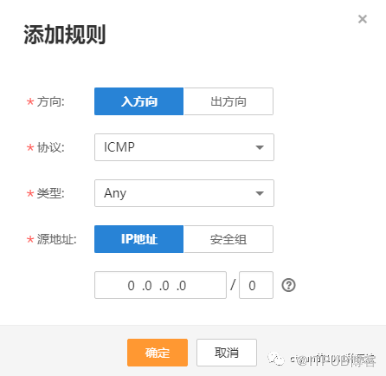 添加规则
* 方向: 入方向 出方向
* 协议: ICMP
* 类型: Any
* 源地址: IP地址 安全组
0 .0 .0 .0 / 0 ?
确定 取消